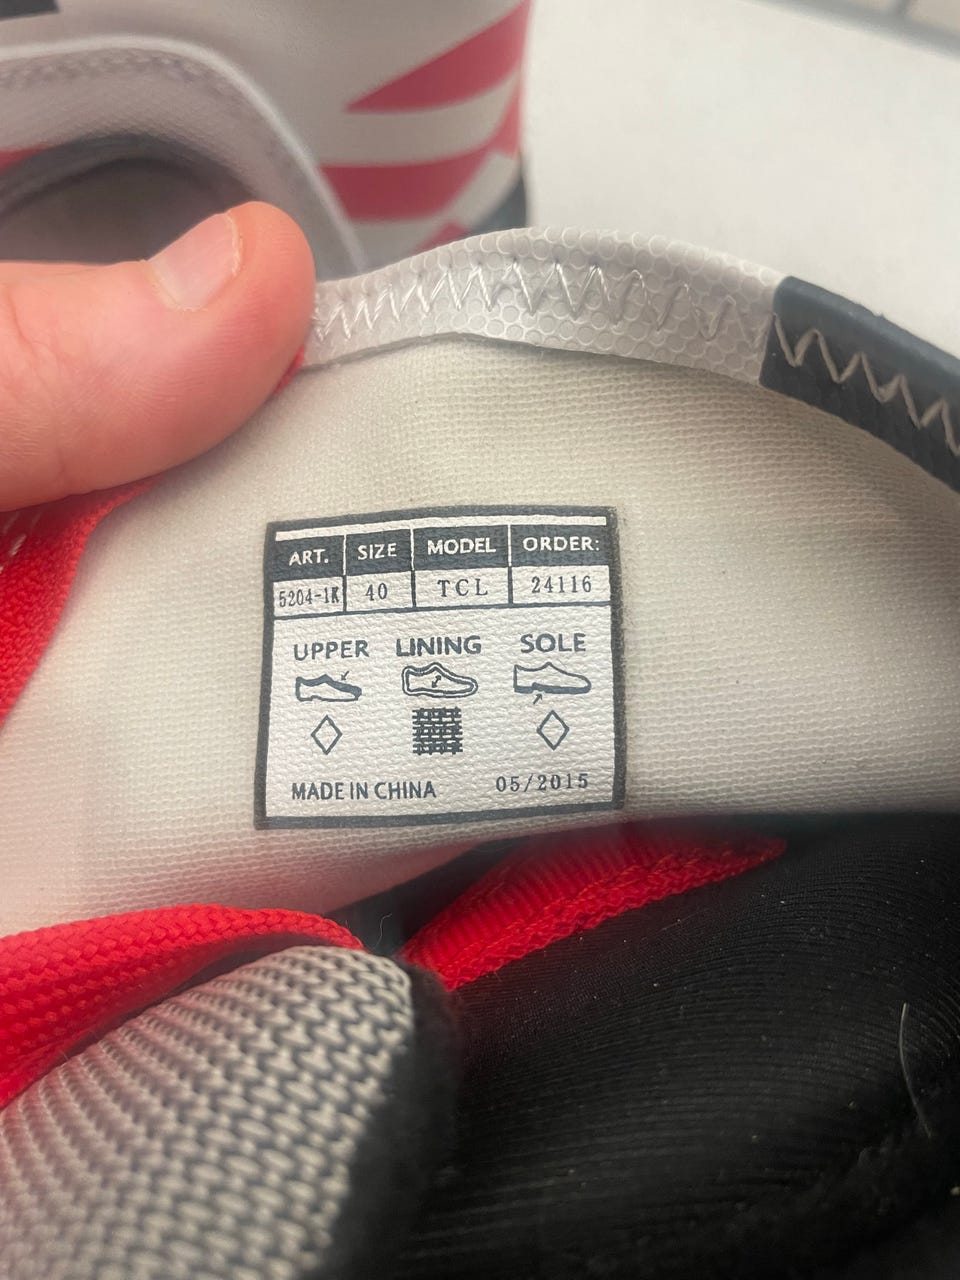 ART. SIZE MODEL ORDER:
5204-1K 40 TCL 24116
UPPER LINING SOLE
MADE IN CHINA 05/2015